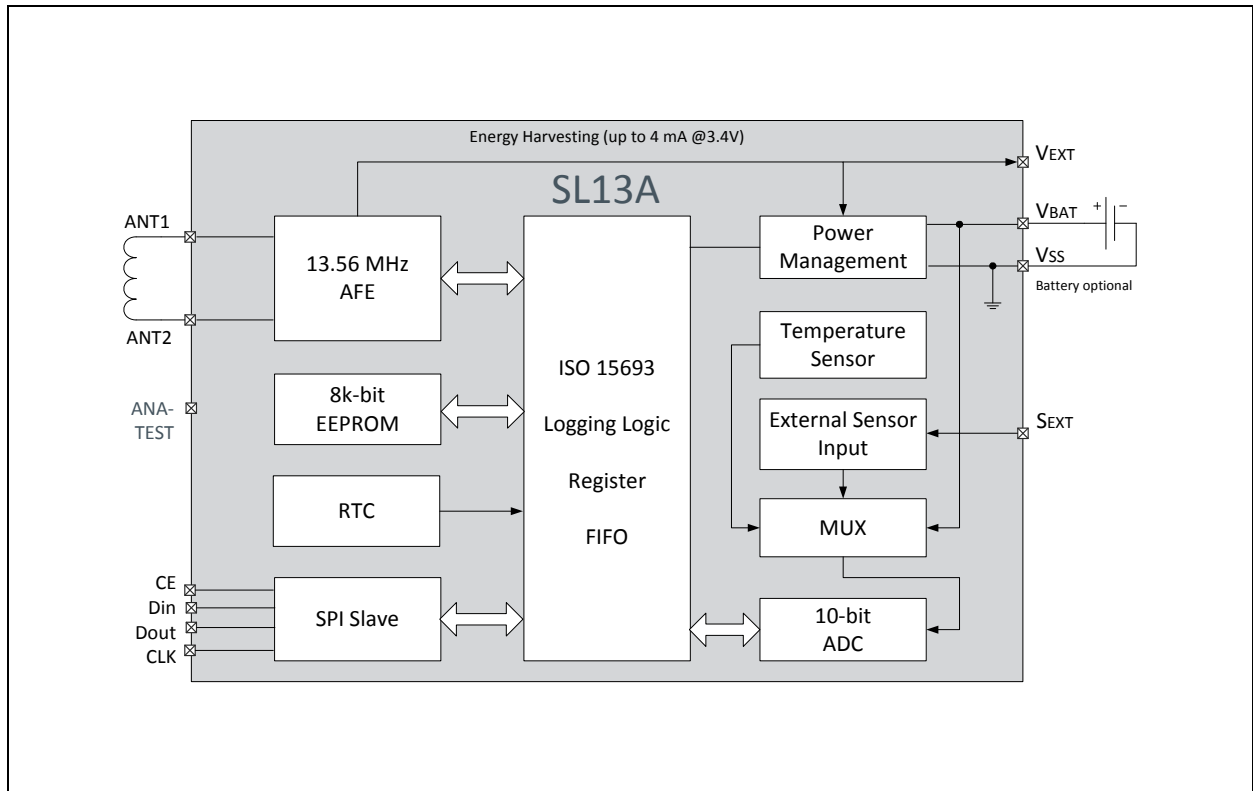 Energy Harvesting (up to 4 mA @3.4V)
SL13A
VEXT
ANT1
13.56 MHz
AFE
Power
Management
VBAT
+
−
VSS
Battery optional
ANT2
Temperature
Sensor
ISO 15693
Logging Logic
Register
FIFO
8k-bit
EEPROM
ANA-
TEST
External Sensor
Input
SEXT
RTC
MUX
CE
Din
Dout
CLK
SPI Slave
10-bit
ADC